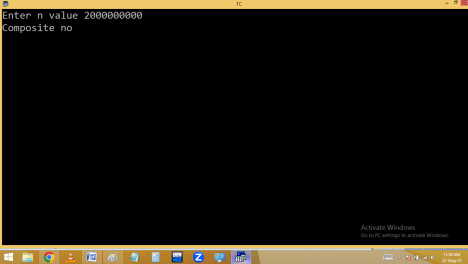 TC
Enter n value 2000000000
Composite no
Activate Windows
Go to PC settings to activate Windows.